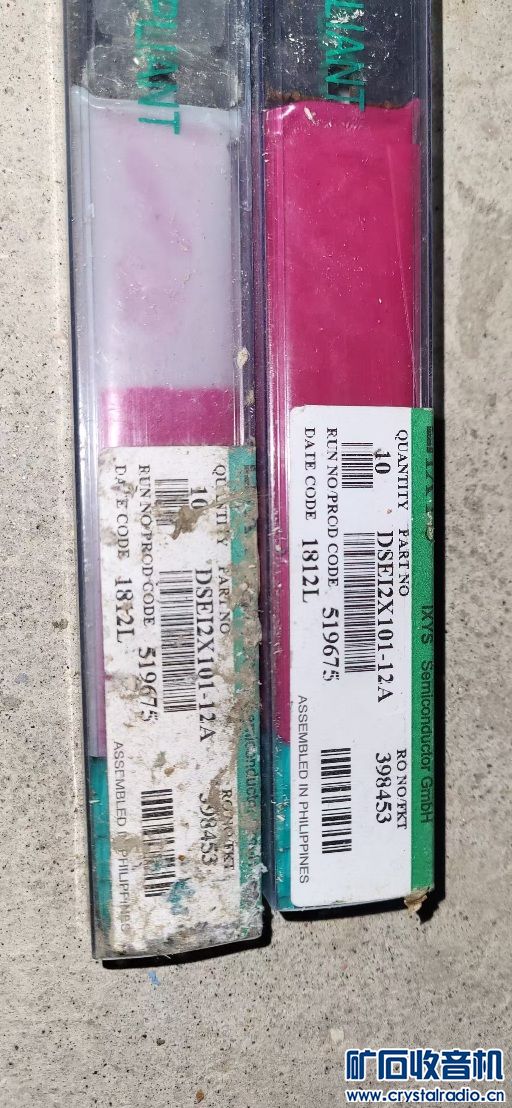 PLIANT
PLIANT
QUANTITY PART NO
10 DSEI2X101-12A
RUN NO/PROD CODE 519675
DATE CODE 1812L
RO NO/TKT
398453
ASSEMBLED IN PHILIPPINES
IXYS Semiconductor GmbH
QUANTITY PART NO
10 DSEI2X101-12A
RUN NO/PROD CODE 519675
DATE CODE 1812L
RO NO/TKT
398453
ASSEMBLED IN PHILIPPINES
矿石收音机
www.crystalradio.cn